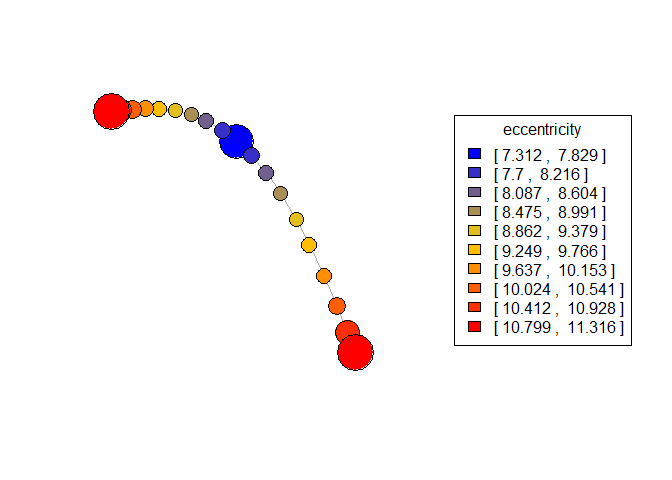 eccentricity
[ 7.312 ,  7.829 ]
[ 7.7 ,  8.216 ]
[ 8.087 ,  8.604 ]
[ 8.475 ,  8.991 ]
[ 8.862 ,  9.379 ]
[ 9.249 ,  9.766 ]
[ 9.637 ,  10.153 ]
[ 10.024 ,  10.541 ]
[ 10.412 ,  10.928 ]
[ 10.799 ,  11.316 ]